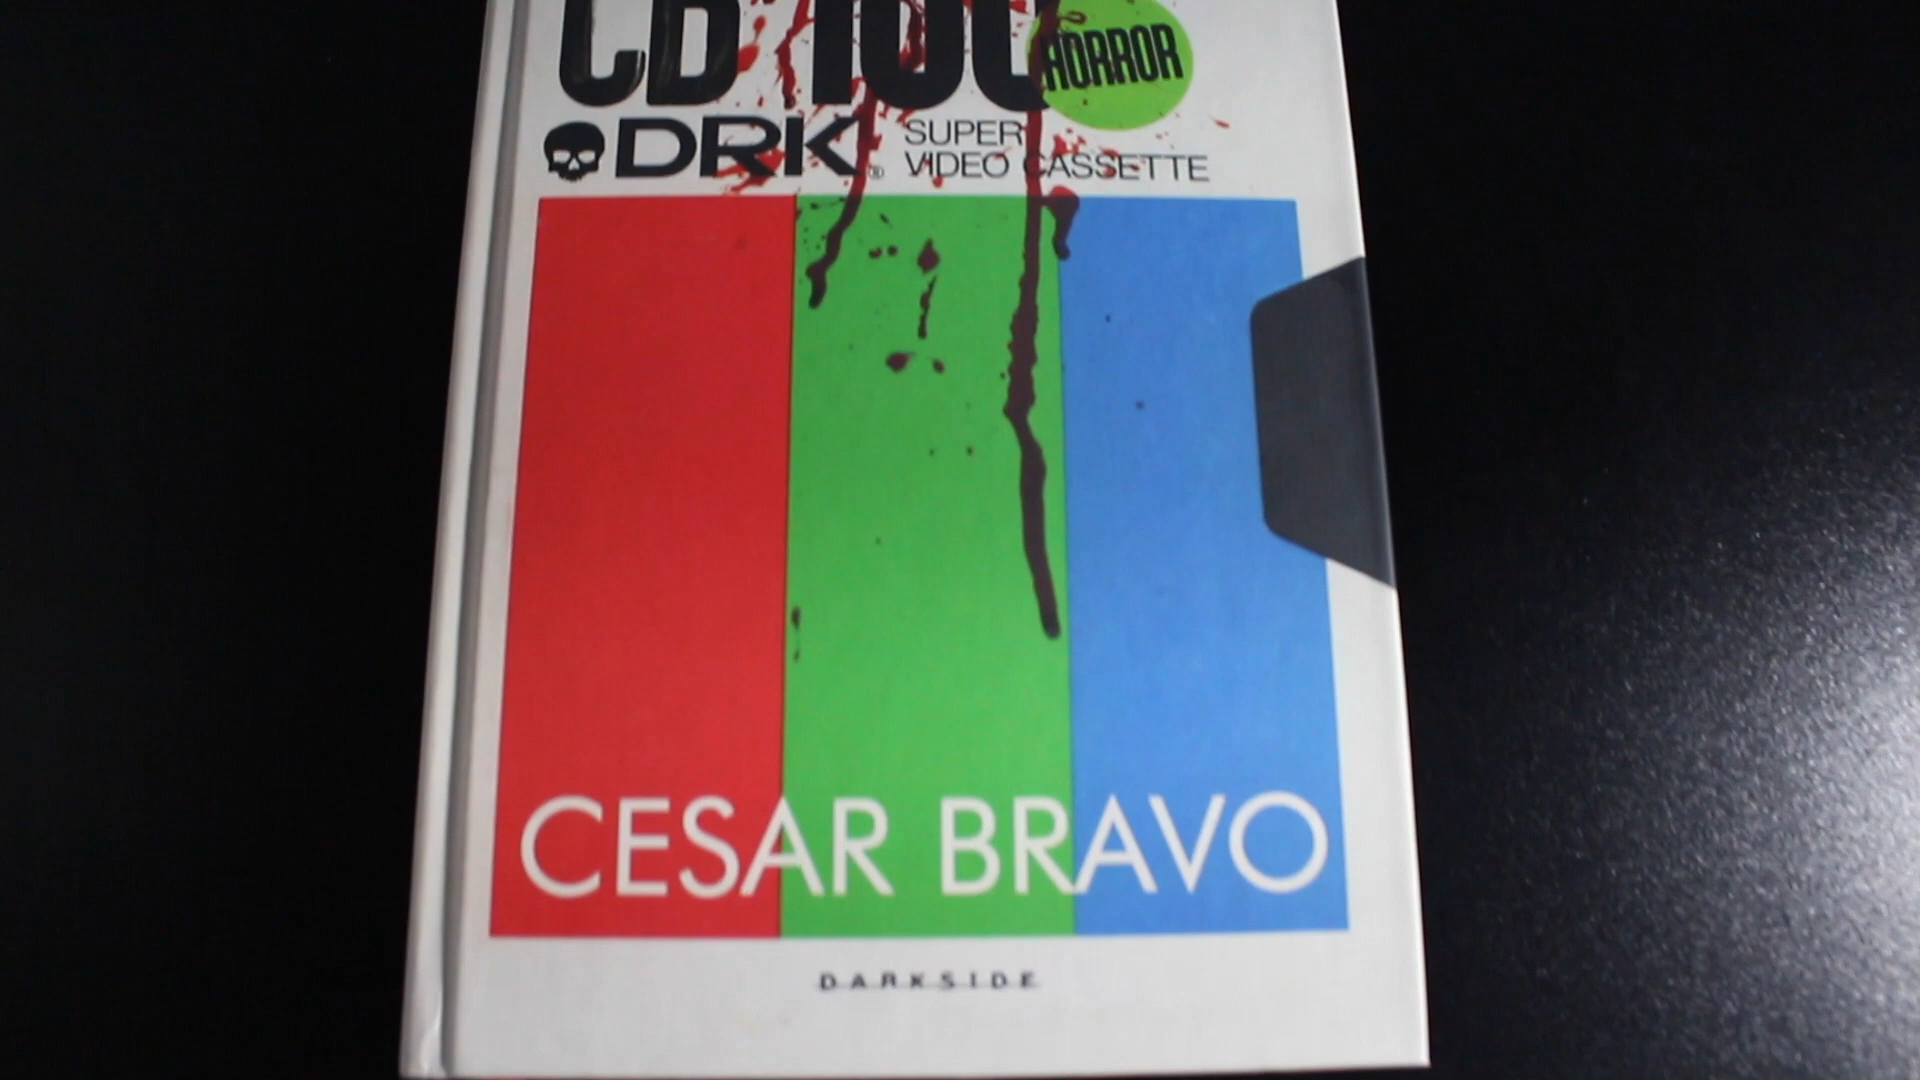 HORROR
DRK
SUPER
VIDEO CASSETTE
CESAR BRAVO
DARKSIDE